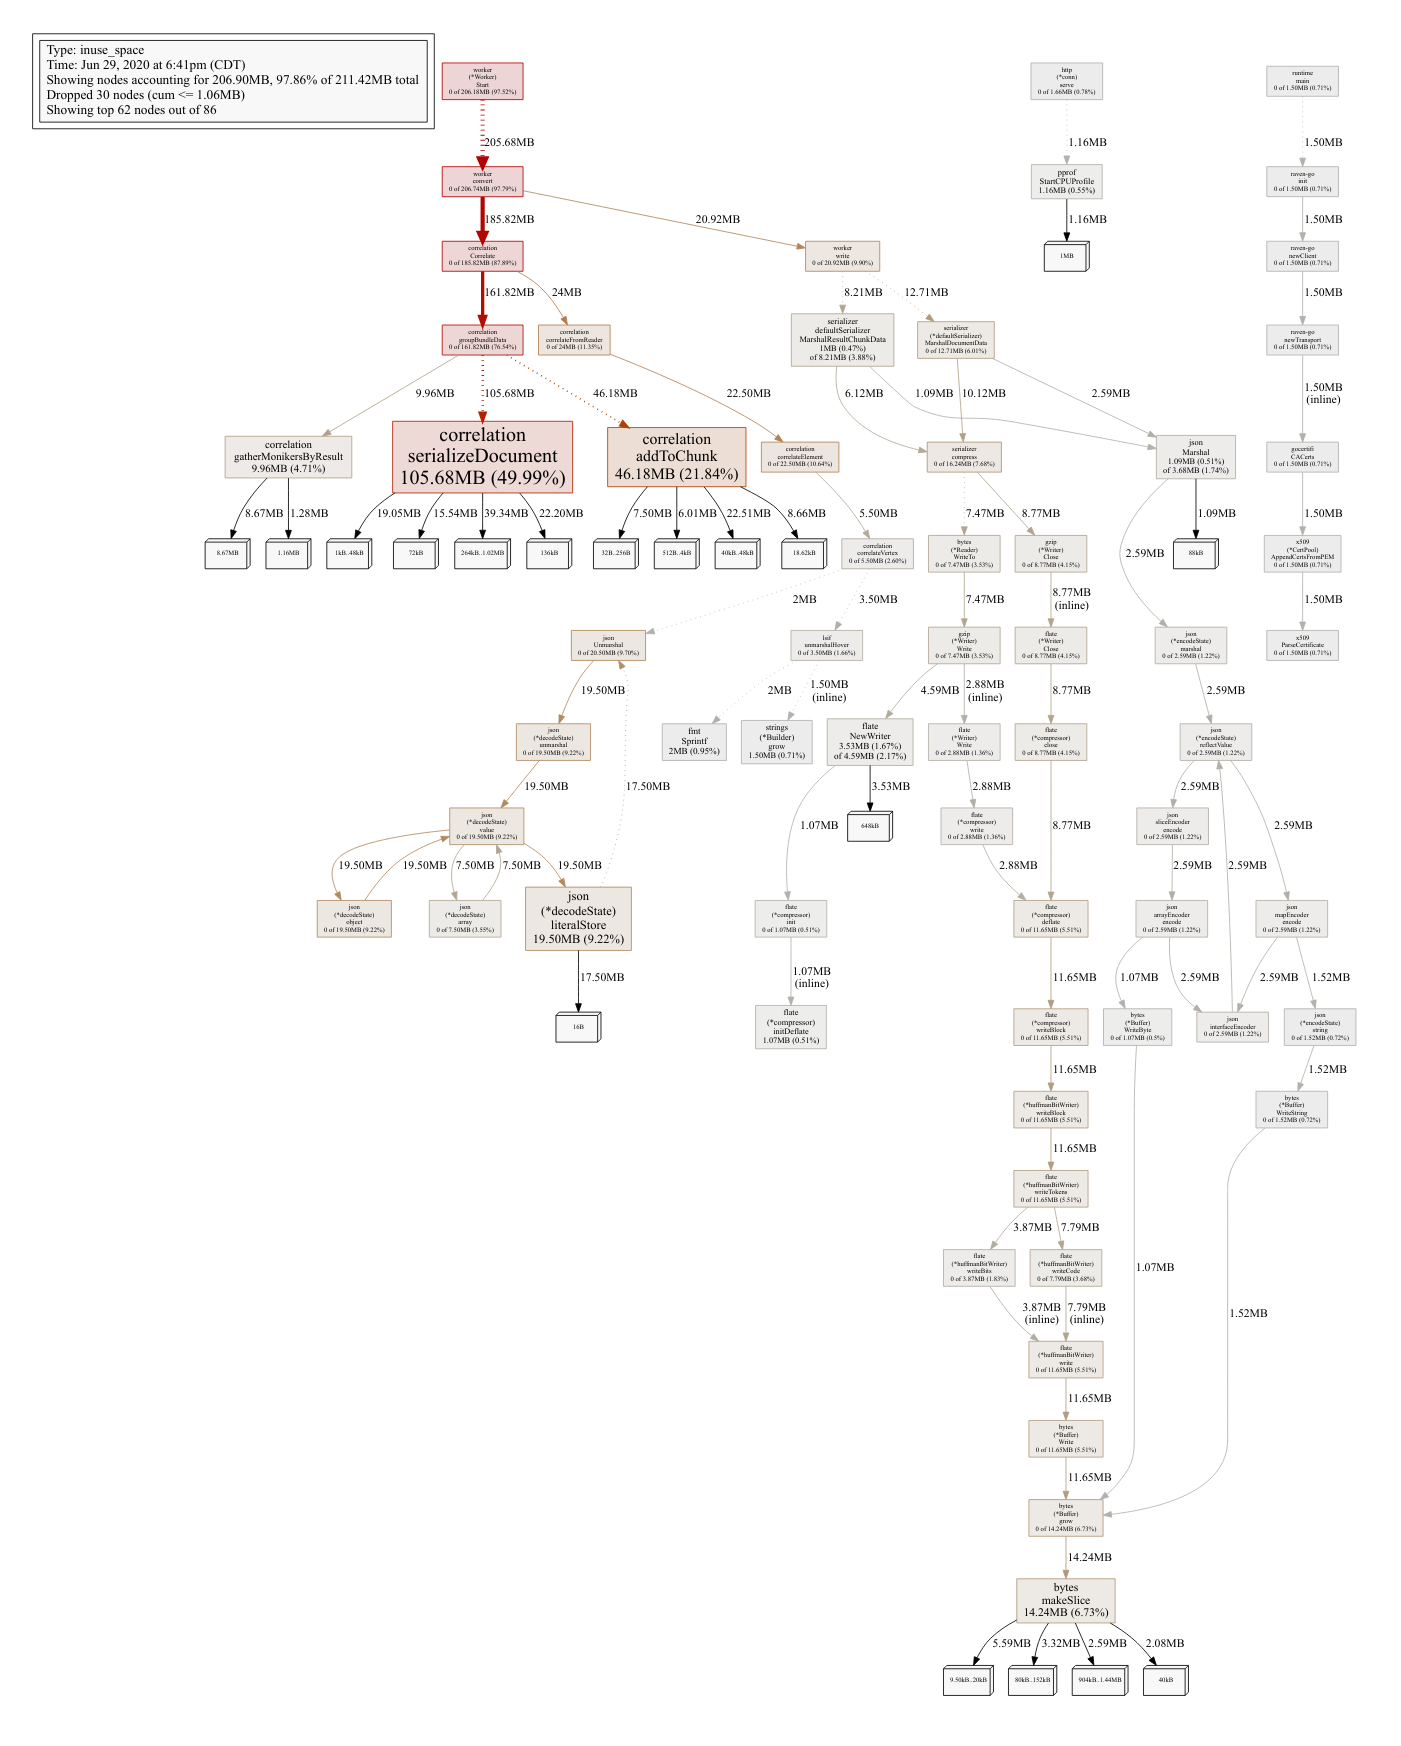 Type: inuse_space
Time: Jun 29, 2020 at 6:41pm (CDT)
Showing nodes accounting for 206.90MB, 97.86% of 211.42MB total
Dropped 30 nodes (cum <= 1.06MB)
Showing top 62 nodes out of 86
worker
(*Worker)
Start
0 of 206.18MB (97.52%)
http
(*conn)
serve
0 of 1.66MB (0.78%)
runtime
main
0 of 1.50MB (0.71%)
205.68MB
1.16MB
1.50MB
worker
convert
0 of 206.74MB (97.79%)
pprof
StartCPUProfile
1.16MB (0.55%)
raven-go
init
0 of 1.50MB (0.71%)
185.82MB
20.92MB
1.16MB
1.50MB
correlation
Correlate
0 of 185.82MB (87.89%)
worker
write
0 of 20.92MB (9.90%)
1MB
raven-go
newClient
0 of 1.50MB (0.71%)
161.82MB
24MB
8.21MB
12.71MB
1.50MB
correlation
groupBundleData
0 of 161.82MB (76.54%)
correlation
correlateFromReader
0 of 24MB (11.35%)
serializer
defaultSerializer
MarshalResultChunkData
1MB (0.47%)
of 8.21MB (3.88%)
serializer
(*defaultSerializer)
MarshalDocumentData
0 of 12.71MB (6.01%)
raven-go
newTransport
0 of 1.50MB (0.71%)
9.96MB
105.68MB
46.18MB
22.50MB
6.12MB
1.09MB
10.12MB
2.59MB
1.50MB
(inline)
correlation
gatherMonikersByResult
9.96MB (4.71%)
correlation
serializeDocument
105.68MB (49.99%)
correlation
addToChunk
46.18MB (21.84%)
correlation
correlateElement
0 of 22.50MB (10.64%)
serializer
compress
0 of 16.24MB (7.68%)
json
Marshal
1.09MB (0.51%)
of 3.68MB (1.74%)
gocertifi
CACerts
0 of 1.50MB (0.71%)
8.67MB
1.28MB
19.05MB
15.54MB
39.34MB
22.20MB
7.50MB
6.01MB
22.51MB
8.66MB
5.50MB
7.47MB
8.77MB
1.09MB
1.50MB
8.67MB
1.16MB
1kB..48kB
72kB
264kB..1.02MB
136kB
32B..256B
512B..4kB
40kB..48kB
18.62kB
correlation
correlateVertex
0 of 5.50MB (2.60%)
bytes
(*Reader)
WriteTo
0 of 7.47MB (3.53%)
gzip
(*Writer)
Close
0 of 8.77MB (4.15%)
2.59MB
88kB
x509
(*CertPool)
AppendCertsFromPEM
0 of 1.50MB (0.71%)
2MB
3.50MB
7.47MB
8.77MB
(inline)
1.50MB
json
Unmarshal
0 of 20.50MB (9.70%)
lsif
unmarshalHover
0 of 3.50MB (1.66%)
gzip
(*Writer)
Write
0 of 7.47MB (3.53%)
flate
(*Writer)
Close
0 of 8.77MB (4.15%)
json
(*encodeState)
marshal
0 of 2.59MB (1.22%)
x509
ParseCertificate
0 of 1.50MB (0.71%)
19.50MB
2MB
1.50MB
(inline)
4.59MB
2.88MB
(inline)
8.77MB
2.59MB
json
(*decodeState)
unmarshal
0 of 19.50MB (9.22%)
fmt
Sprintf
2MB (0.95%)
strings
(*Builder)
grow
1.50MB (0.71%)
flate
NewWriter
3.53MB (1.67%)
of 4.59MB (2.17%)
flate
(*Writer)
Write
0 of 2.88MB (1.36%)
flate
(*compressor)
close
0 of 8.77MB (4.15%)
json
(*encodeState)
reflectValue
0 of 2.59MB (1.22%)
19.50MB
17.50MB
3.53MB
2.88MB
2.59MB
json
(*decodeState)
value
0 of 19.50MB (9.22%)
1.07MB
648kB
flate
(*compressor)
write
0 of 2.88MB (1.36%)
8.77MB
json
sliceEncoder
encode
0 of 2.59MB (1.22%)
2.59MB
19.50MB
19.50MB
7.50MB
7.50MB
19.50MB
2.88MB
2.59MB
2.59MB
json
(*decodeState)
object
0 of 19.50MB (9.22%)
json
(*decodeState)
array
0 of 7.50MB (3.55%)
json
(*decodeState)
literalStore
19.50MB (9.22%)
flate
(*compressor)
init
0 of 1.07MB (0.51%)
flate
(*compressor)
deflate
0 of 11.65MB (5.51%)
json
arrayEncoder
encode
0 of 2.59MB (1.22%)
json
mapEncoder
encode
0 of 2.59MB (1.22%)
17.50MB
1.07MB
(inline)
11.65MB
1.07MB
2.59MB
2.59MB
1.52MB
16B
flate
(*compressor)
initDeflate
1.07MB (0.51%)
flate
(*compressor)
writeBlock
0 of 11.65MB (5.51%)
bytes
(*Buffer)
WriteByte
0 of 1.07MB (0.5%)
json
interfaceEncoder
0 of 2.59MB (1.22%)
json
(*encodeState)
string
0 of 1.52MB (0.72%)
11.65MB
1.52MB
flate
(*huffmanBitWriter)
writeBlock
0 of 11.65MB (5.51%)
bytes
(*Buffer)
WriteString
0 of 1.52MB (0.72%)
11.65MB
flate
(*huffmanBitWriter)
writeTokens
0 of 11.65MB (5.51%)
3.87MB
7.79MB
flate
(*huffmanBitWriter)
writeBits
0 of 3.87MB (1.83%)
flate
(*huffmanBitWriter)
writeCode
0 of 7.79MB (3.68%)
1.07MB
3.87MB
(inline)
7.79MB
(inline)
1.52MB
flate
(*huffmanBitWriter)
write
0 of 11.65MB (5.51%)
11.65MB
bytes
(*Buffer)
Write
0 of 11.65MB (5.51%)
11.65MB
bytes
(*Buffer)
grow
0 of 14.24MB (6.73%)
14.24MB
bytes
makeSlice
14.24MB (6.73%)
5.59MB
3.32MB
2.59MB
2.08MB
9.50kB..20kB
80kB..152kB
904kB..1.44MB
40kB